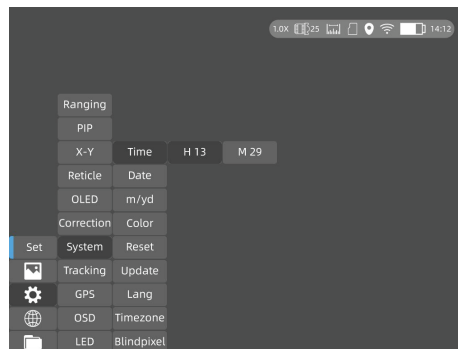 1.0X 25 14:12
Ranging
PIP
X-Y Time H 13 M 29
Reticle Date
OLED m/yd
Correction Color
Set System Reset
Tracking Update
GPS Lang
OSD Timezone
LED Blindpixel